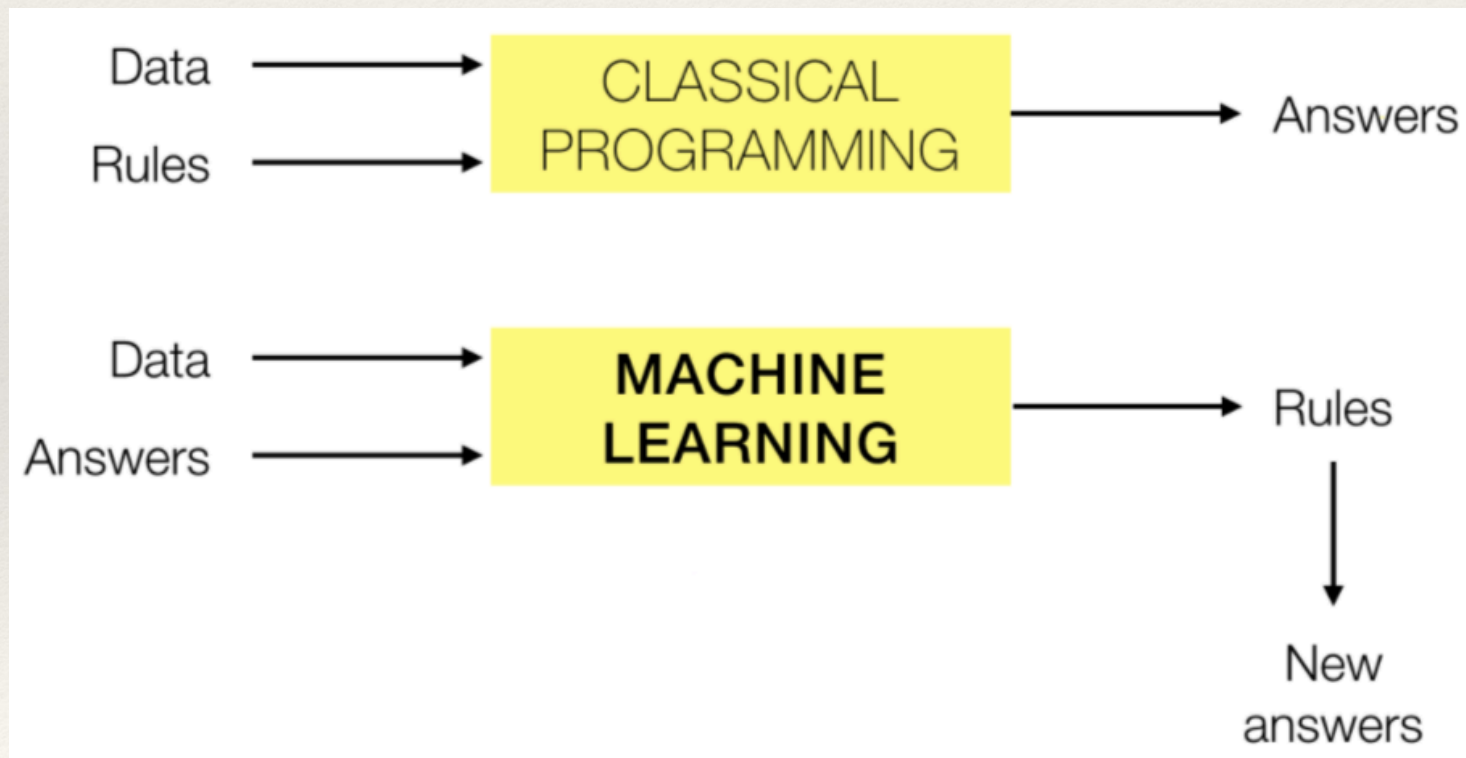 Data
Rules
CLASSICAL
PROGRAMMING
Answers
Data
Answers
MACHINE
LEARNING
Rules
New
answers